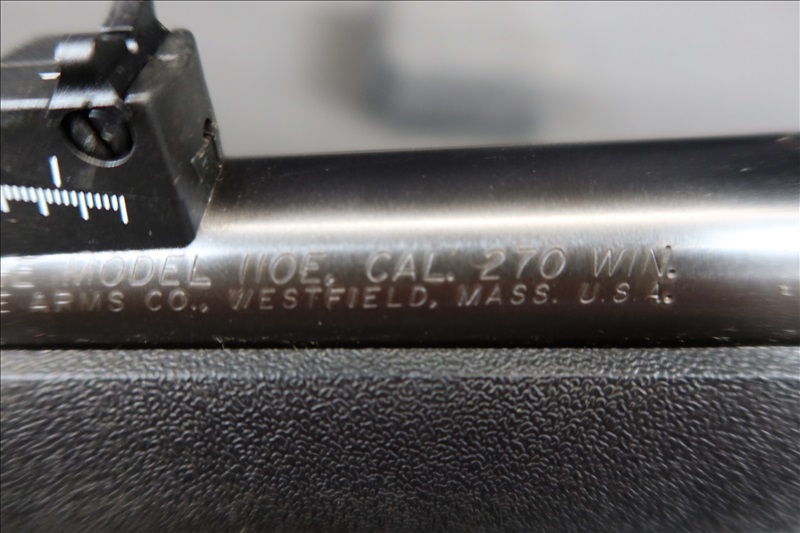 E MODEL 110E, CAL. 270 WIN.
E ARMS CO., WESTFIELD, MASS. U.S.A.